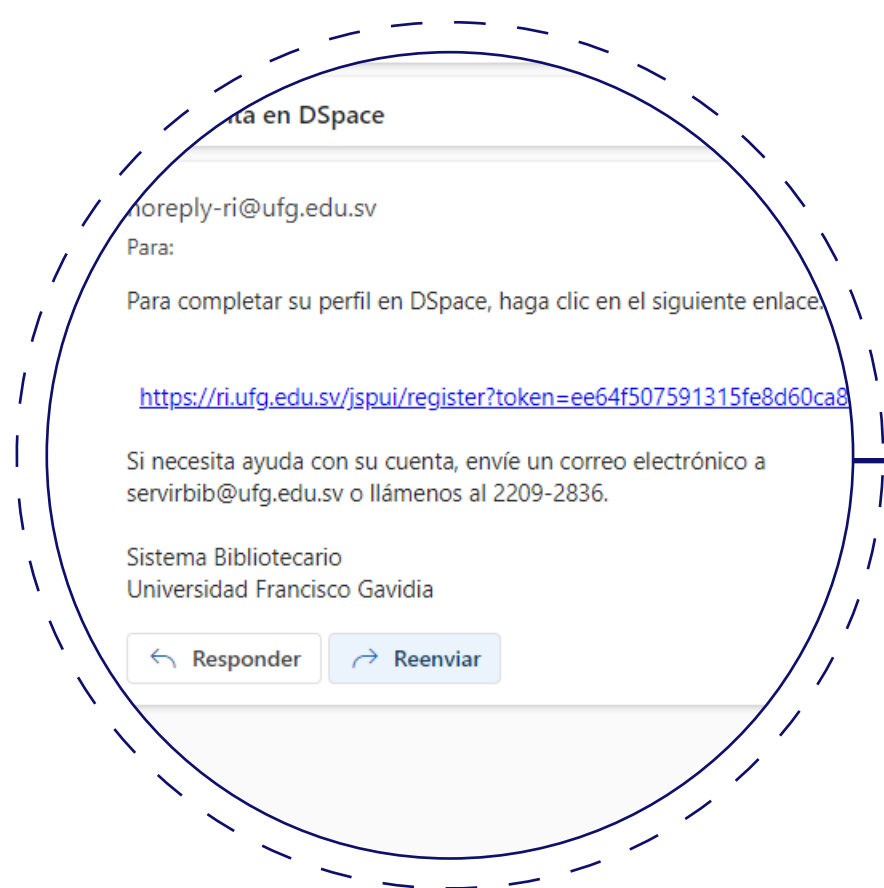 en DSpace
noreply-ri@ufg.edu.sv
Para:
Para completar su perfil en DSpace, haga clic en el siguiente enlace.
https://ri.ufg.edu.sv/jspui/register?token=ee64f507591315fe8d60ca8
Si necesita ayuda con su cuenta, envíe un correo electrónico a
servirbib@ufg.edu.sv o llámenos al 2209-2836.
Sistema Bibliotecario
Universidad Francisco Gavidia
Responder
Reenviar